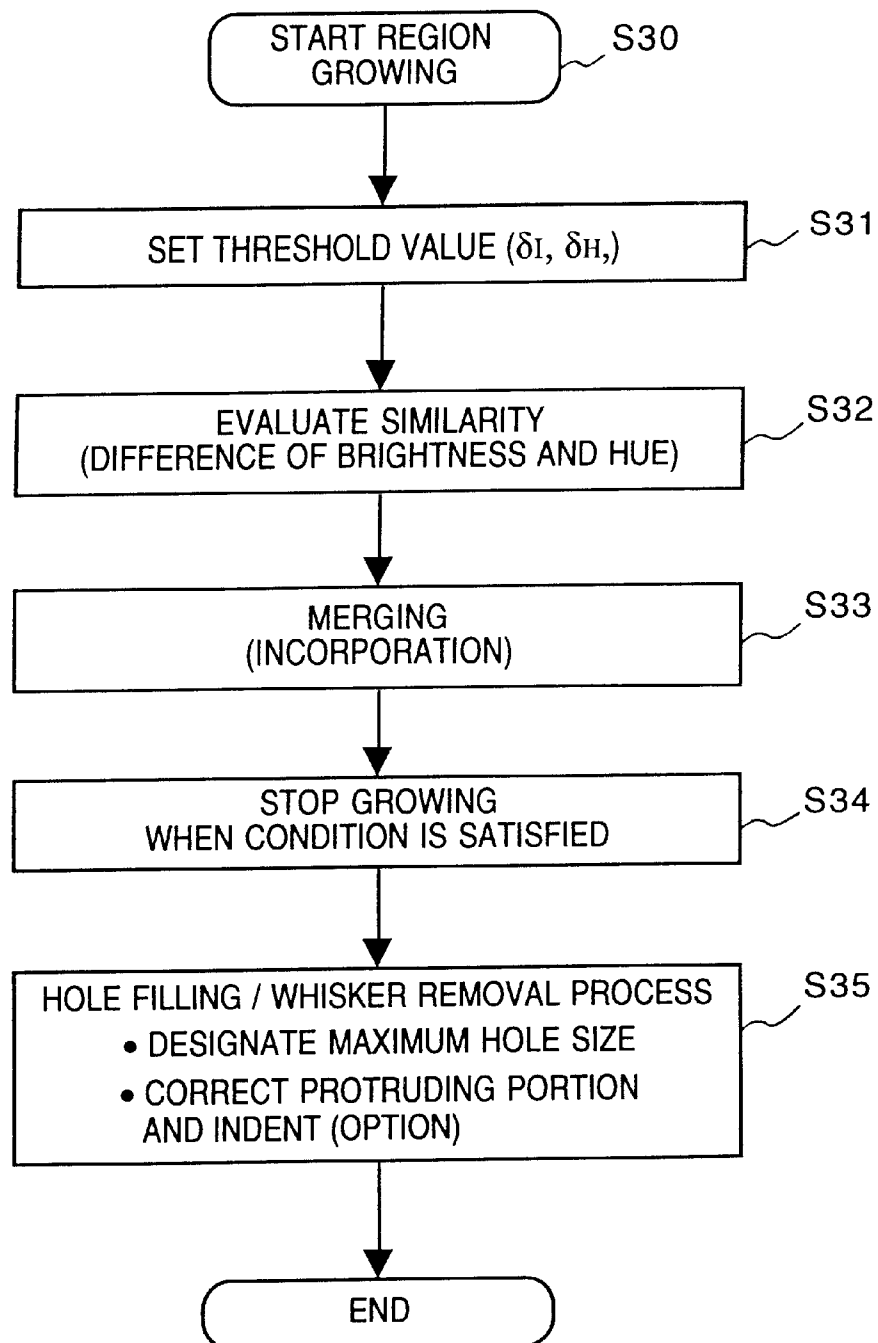 START REGION
GROWING
S30
S31
SET THRESHOLD VALUE (δI, δH,)
S32
EVALUATE SIMILARITY
(DIFFERENCE OF BRIGHTNESS AND HUE)
S33
MERGING
(INCORPORATION)
S34
STOP GROWING
WHEN CONDITION IS SATISFIED
S35
HOLE FILLING / WHISKER REMOVAL PROCESS
• DESIGNATE MAXIMUM HOLE SIZE
• CORRECT PROTRUDING PORTION
AND INDENT (OPTION)
END